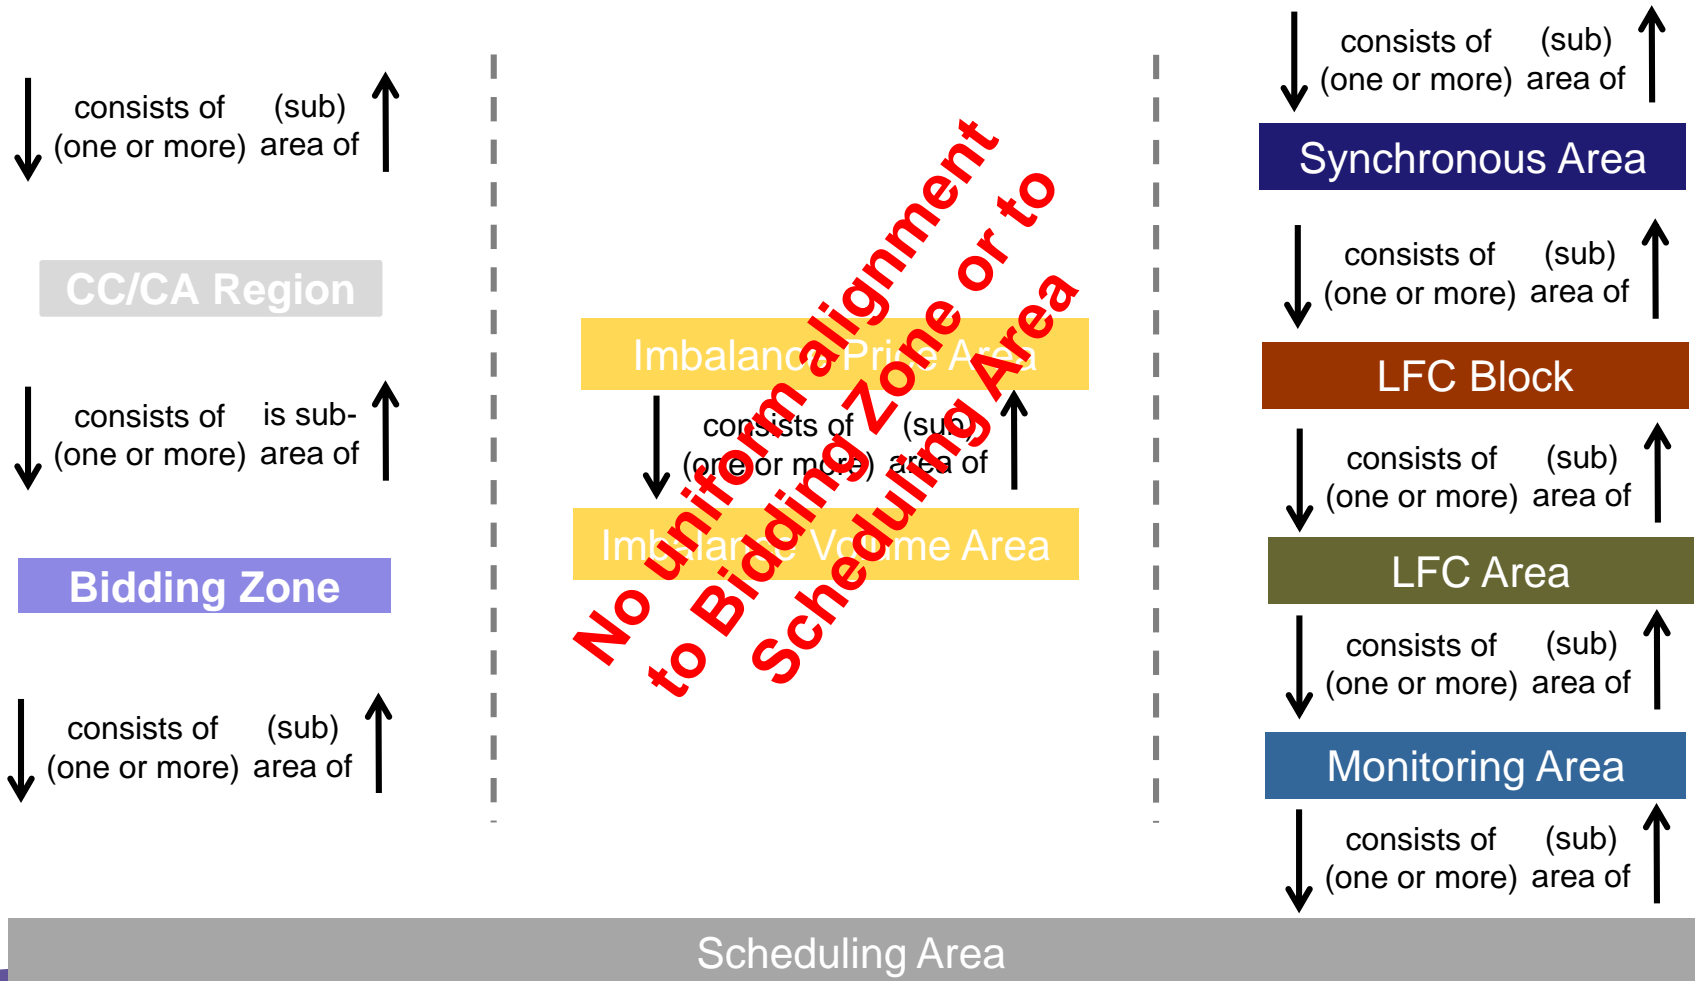 consists of
(one or more)
(sub)
area of
CC/CA Region
consists of
(one or more)
is sub-
area of
Bidding Zone
consists of
(one or more)
(sub)
area of
Imbalance Price Area
consists of
(one or more)
(sub)
area of
Imbalance Volume Area
No uniform alignment
to Bidding Zone or to
Scheduling Area
consists of
(one or more)
(sub)
area of
Synchronous Area
consists of
(one or more)
(sub)
area of
LFC Block
consists of
(one or more)
(sub)
area of
LFC Area
consists of
(one or more)
(sub)
area of
Monitoring Area
consists of
(one or more)
(sub)
area of
Scheduling Area